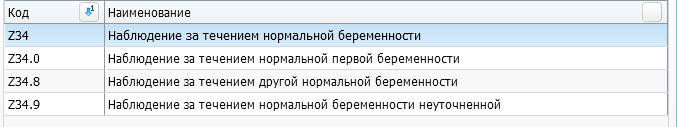 Код 1 Наименование
Z34 Наблюдение за течением нормальной беременности
Z34.0 Наблюдение за течением нормальной первой беременности
Z34.8 Наблюдение за течением другой нормальной беременности
Z34.9 Наблюдение за течением нормальной беременности неуточненной